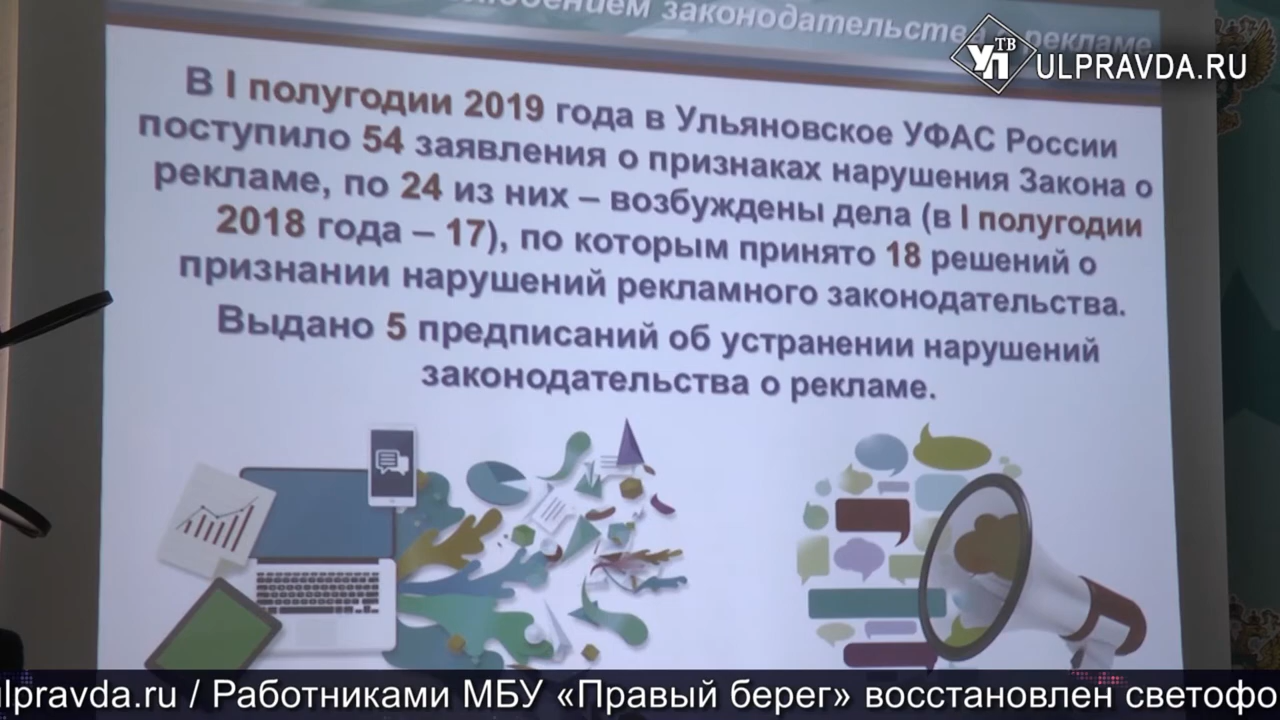 законодательства о рекламе
УП ТВ ULPRAVDA.RU
В I полугодии 2019 года в Ульяновское УФАС России
поступило 54 заявления о признаках нарушения Закона о
рекламе, по 24 из них – возбуждены дела (в I полугодии
2018 года – 17), по которым принято 18 решений о
признании нарушений рекламного законодательства.
Выдано 5 предписаний об устранении нарушений
законодательства о рекламе.
ulpravda.ru / Работниками МБУ «Правый берег» восстановлен светофо